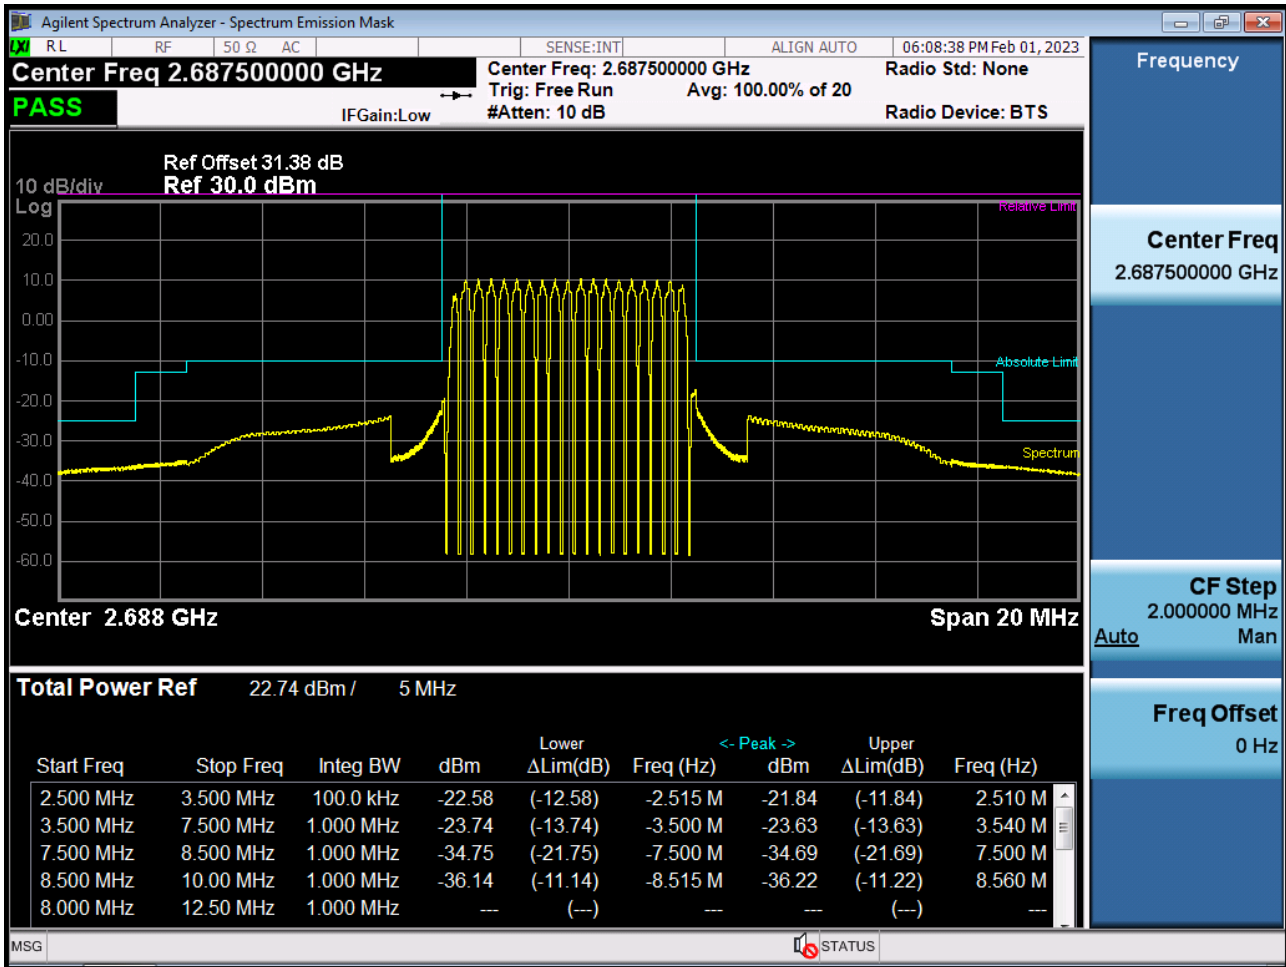 Agilent Spectrum Analyzer - Spectrum Emission Mask
LXI RL RF 50 Ω AC SENSE:INT ALIGN AUTO 06:08:38 PM Feb 01, 2023
Center Freq 2.687500000 GHz Center Freq: 2.687500000 GHz Radio Std: None
Trig: Free Run Avg: 100.00% of 20
PASS IFGain:Low #Atten: 10 dB Radio Device: BTS
Ref Offset 31.38 dB
10 dB/div Ref 30.0 dBm
Log
Relative Limit
20.0
10.0
0.00
-10.0
Absolute Limit
-20.0
-30.0
Spectrum
-40.0
-50.0
-60.0
Center 2.688 GHz Span 20 MHz
Total Power Ref 22.74 dBm / 5 MHz
Lower <- Peak -> Upper
Start Freq Stop Freq Integ BW dBm ΔLim(dB) Freq (Hz) dBm ΔLim(dB) Freq (Hz)
2.500 MHz 3.500 MHz 100.0 kHz -22.58 (-12.58) -2.515 M -21.84 (-11.84) 2.510 M
3.500 MHz 7.500 MHz 1.000 MHz -23.74 (-13.74) -3.500 M -23.63 (-13.63) 3.540 M
7.500 MHz 8.500 MHz 1.000 MHz -34.75 (-21.75) -7.500 M -34.69 (-21.69) 7.500 M
8.500 MHz 10.00 MHz 1.000 MHz -36.14 (-11.14) -8.515 M -36.22 (-11.22) 8.560 M
8.000 MHz 12.50 MHz 1.000 MHz --- (---) --- --- (---) ---
MSG STATUS
Frequency
Center Freq
2.687500000 GHz
CF Step
2.000000 MHz
Auto Man
Freq Offset
0 Hz